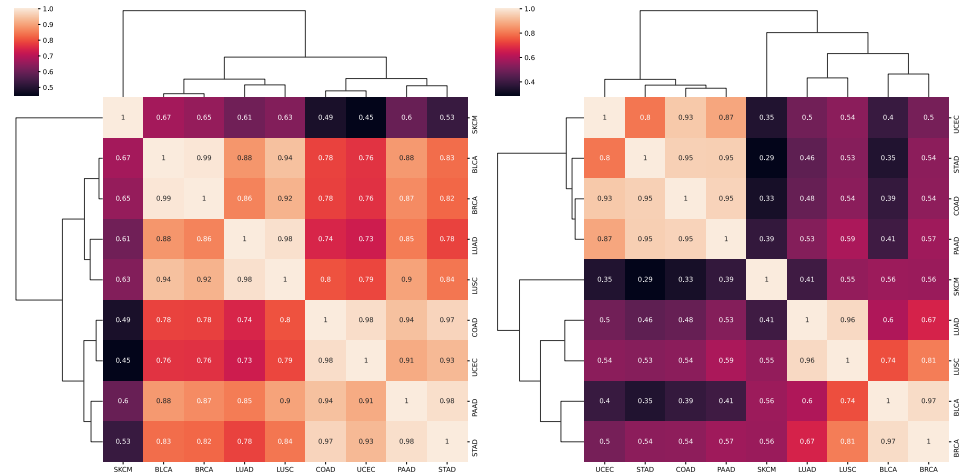 1.0
0.9
0.8
0.7
0.6
0.5
1 0.67 0.65 0.61 0.63 0.49 0.45 0.6 0.53 SKCM
0.67 1 0.99 0.88 0.94 0.78 0.76 0.88 0.83 BLCA
0.65 0.99 1 0.86 0.92 0.78 0.76 0.87 0.82 BRCA
0.61 0.88 0.86 1 0.98 0.74 0.73 0.85 0.78 LUAD
0.63 0.94 0.92 0.98 1 0.8 0.79 0.9 0.84 LUSC
0.49 0.78 0.78 0.74 0.8 1 0.98 0.94 0.97 COAD
0.45 0.76 0.76 0.73 0.79 0.98 1 0.91 0.93 UCEC
0.6 0.88 0.87 0.85 0.9 0.94 0.91 1 0.98 PAAD
0.53 0.83 0.82 0.78 0.84 0.97 0.93 0.98 1 STAD
SKCM BLCA BRCA LUAD LUSC COAD UCEC PAAD STAD
1.0
0.8
0.6
0.4
1 0.8 0.93 0.87 0.35 0.5 0.54 0.4 0.5 UCEC
0.8 1 0.95 0.95 0.29 0.46 0.53 0.35 0.54 STAD
0.93 0.95 1 0.95 0.33 0.48 0.54 0.39 0.54 COAD
0.87 0.95 0.95 1 0.39 0.53 0.59 0.41 0.57 PAAD
0.35 0.29 0.33 0.39 1 0.41 0.55 0.56 0.56 SKCM
0.5 0.46 0.48 0.53 0.41 1 0.96 0.6 0.67 LUAD
0.54 0.53 0.54 0.59 0.55 0.96 1 0.74 0.81 LUSC
0.4 0.35 0.39 0.41 0.56 0.6 0.74 1 0.97 BLCA
0.5 0.54 0.54 0.57 0.56 0.67 0.81 0.97 1 BRCA
UCEC STAD COAD PAAD SKCM LUAD LUSC BLCA BRCA